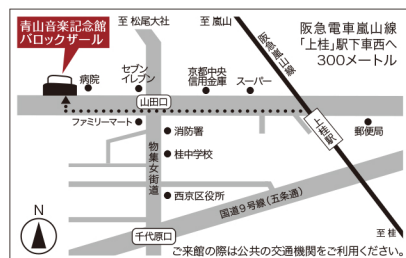 青山音楽記念館
バロックザール
至 松尾大社
至 嵐山
阪急嵐山線
阪急電車嵐山線
「上桂」駅下車西へ
300メートル
病院
セブン
イレブン
京都中央
信用金庫
スーパー
山田口
ファミリーマート
消防署
上桂駅
郵便局
物集女街道
桂中学校
西京区役所
国道9号線(五条通)
N
千代原口
至 桂
ご来館の際は公共の交通機関をご利用ください。